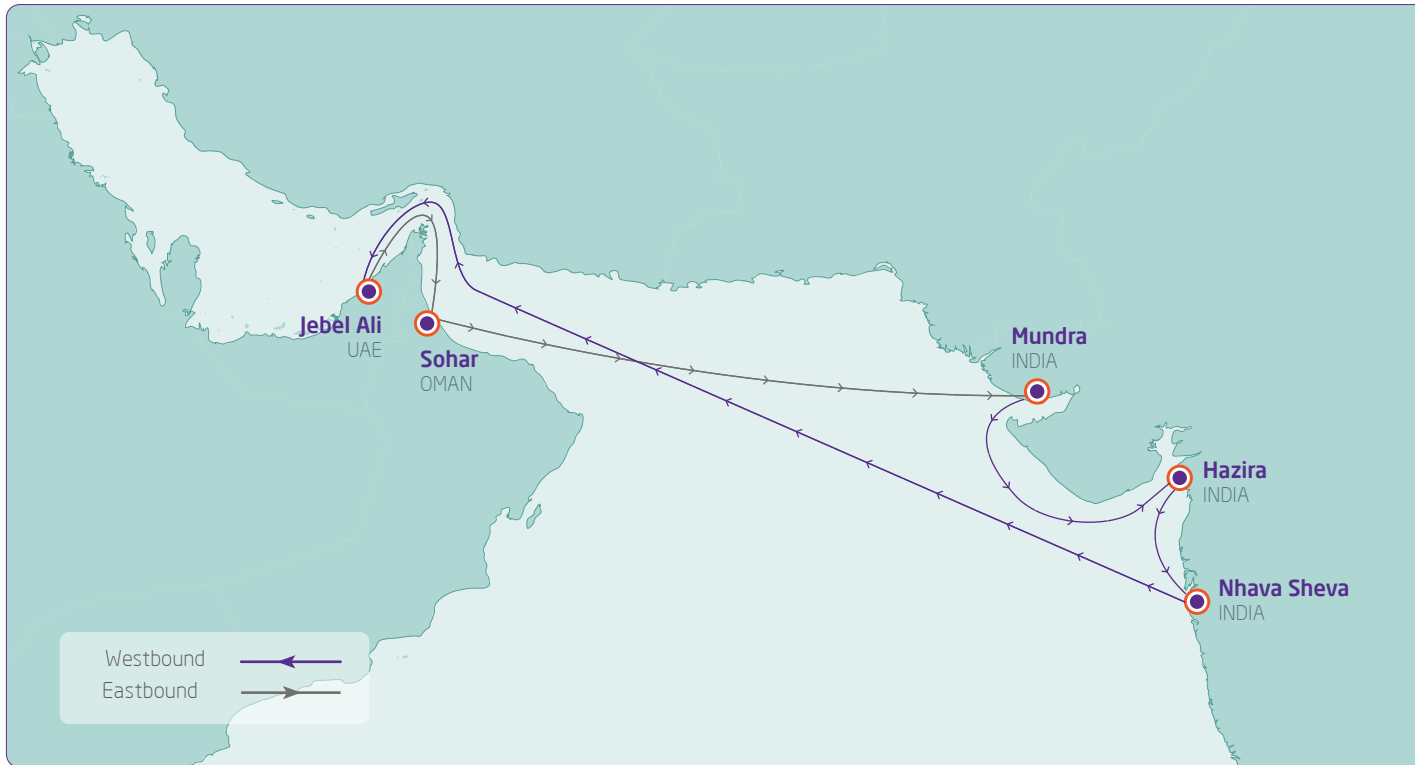 Jebel Ali
UAE
Sohar
OMAN
Mundra
INDIA
Hazira
INDIA
Nhava Sheva
INDIA
Westbound
Eastbound